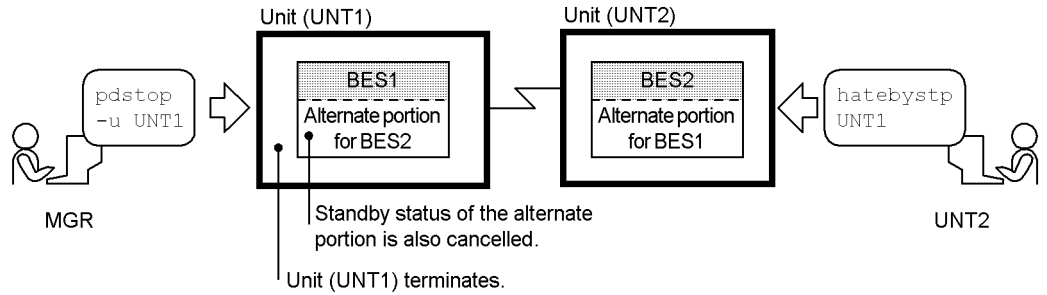 Unit (UNT1)
Unit (UNT2)
pdstop
-u UNT1
BES1
Alternate portion
for BES2
BES2
Alternate portion
for BES1
hatebystp
UNT1
MGR
UNT2
Standby status of the alternate
portion is also cancelled.
Unit (UNT1) terminates.